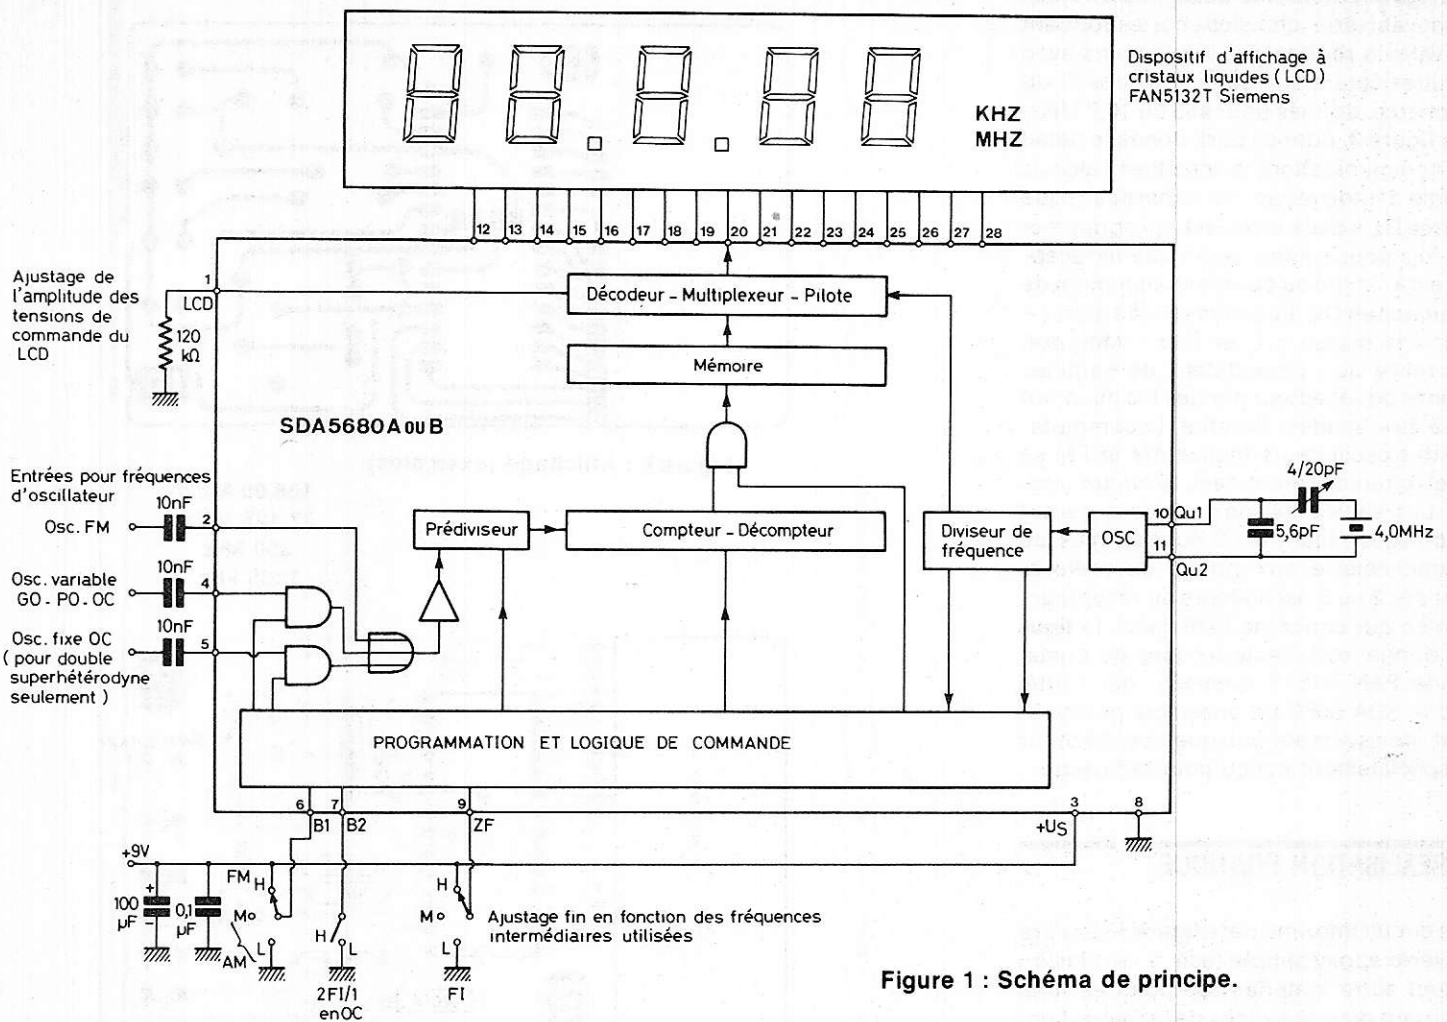 Dispositif d'affichage à
cristaux liquides (LCD)
FAN5132T Siemens
KHZ
MHZ
12 13 14 15 16 17 18 19 20 21 22 23 24 25 26 27 28
Ajustage de
l'amplitude des
tensions de
commande du
LCD
1
LCD
120
kΩ
Décodeur - Multiplexeur - Pilote
Mémoire
SDA5680A OU B
Entrées pour fréquences
d'oscillateur
Osc. FM
10nF
2
Osc. variable
GO - PO - OC
10nF
4
Osc. fixe OC
( pour double
superhétérodyne
seulement )
10nF
5
Prédiviseur
Compteur - Décompteur
Diviseur de
fréquence
OSC
10
Qu1
11
Qu2
4/20pF
5,6pF
4,0MHz
PROGRAMMATION ET LOGIQUE DE COMMANDE
6
B1
7
B2
9
ZF
3
+US
8
+9V
100
µF
+
-
0,1
µF
FM
H
M
L
AM
H
L
2FI/1
en OC
H
M
L
FI
Ajustage fin en fonction des fréquences
intermédiaires utilisées
Figure 1 : Schéma de principe.